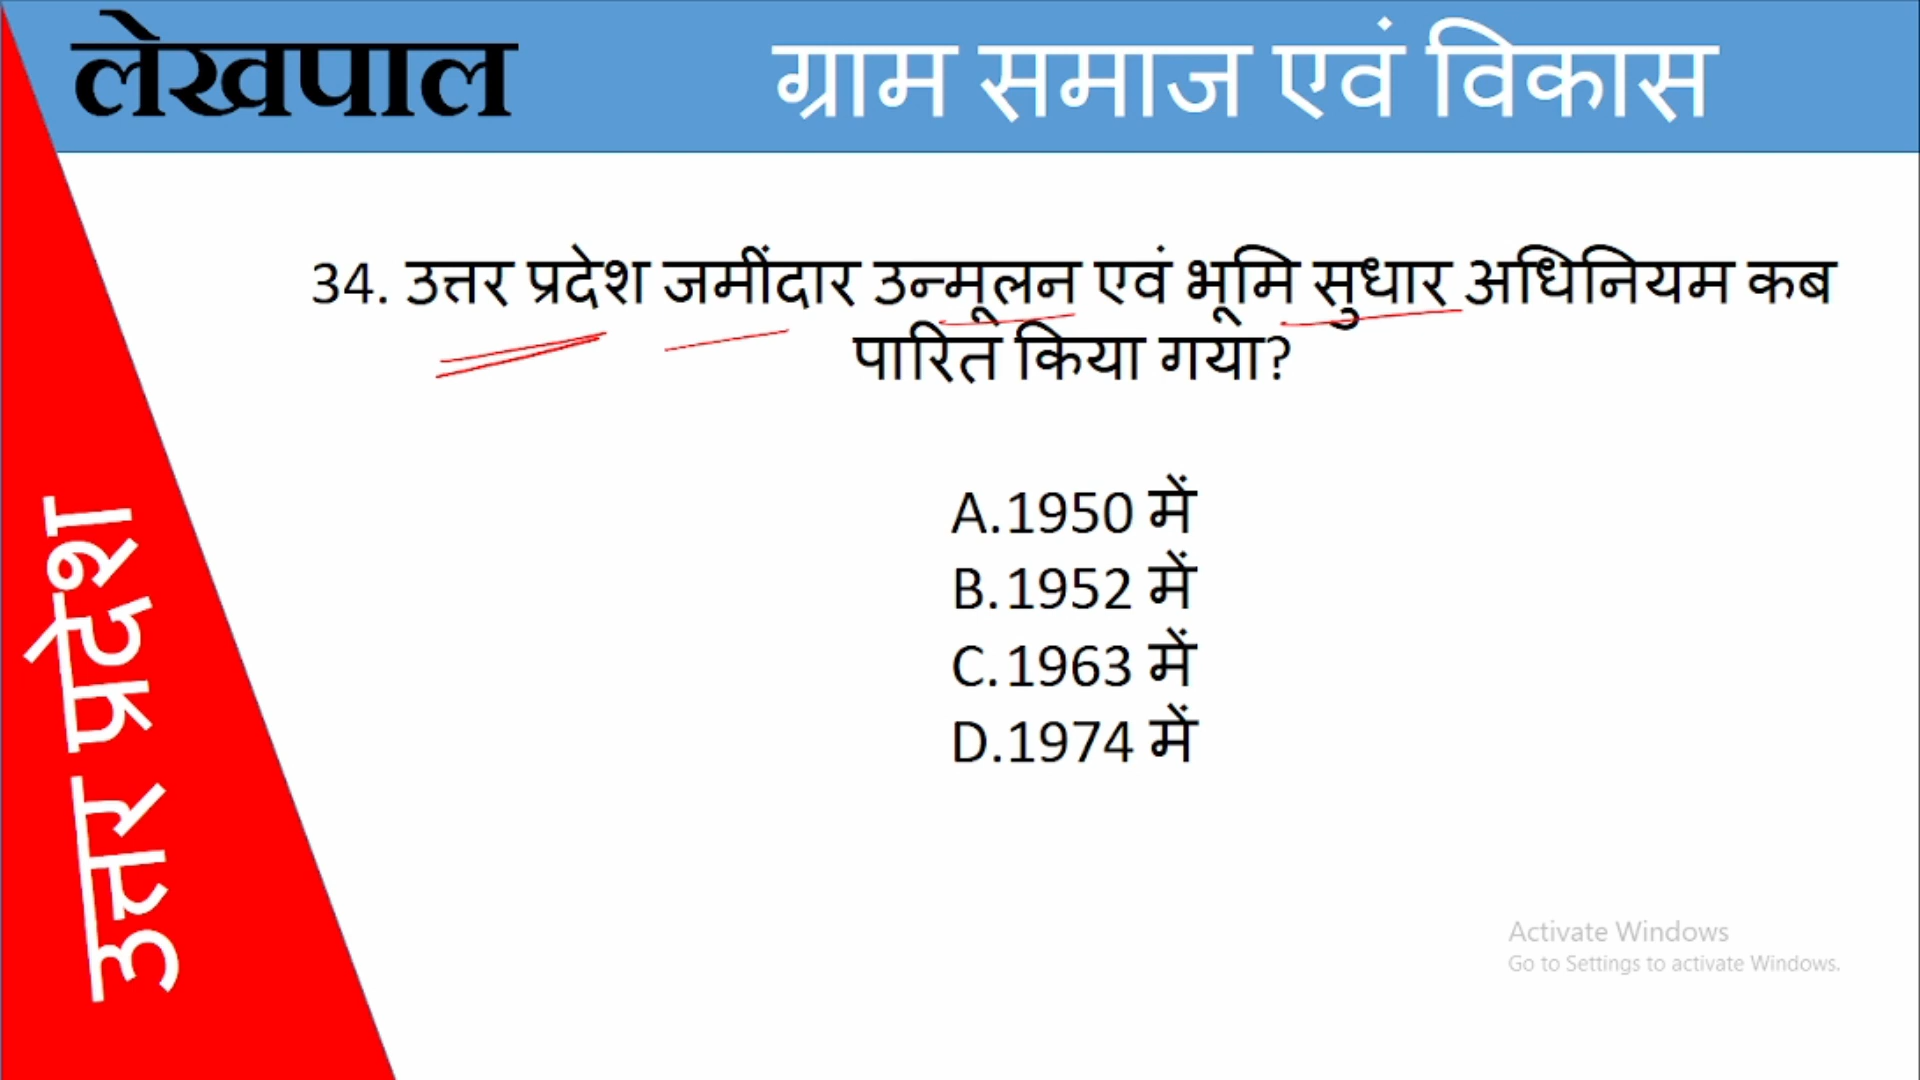 लेखपाल
ग्राम समाज एवं विकास
34. उत्तर प्रदेश जमींदार उन्मूलन एवं भूमि सुधार अधिनियम कब
पारित किया गया?
A.1950 में
B.1952 में
C.1963 में
D.1974 में
उत्तर प्रदेश
Activate Windows
Go to Settings to activate Windows.